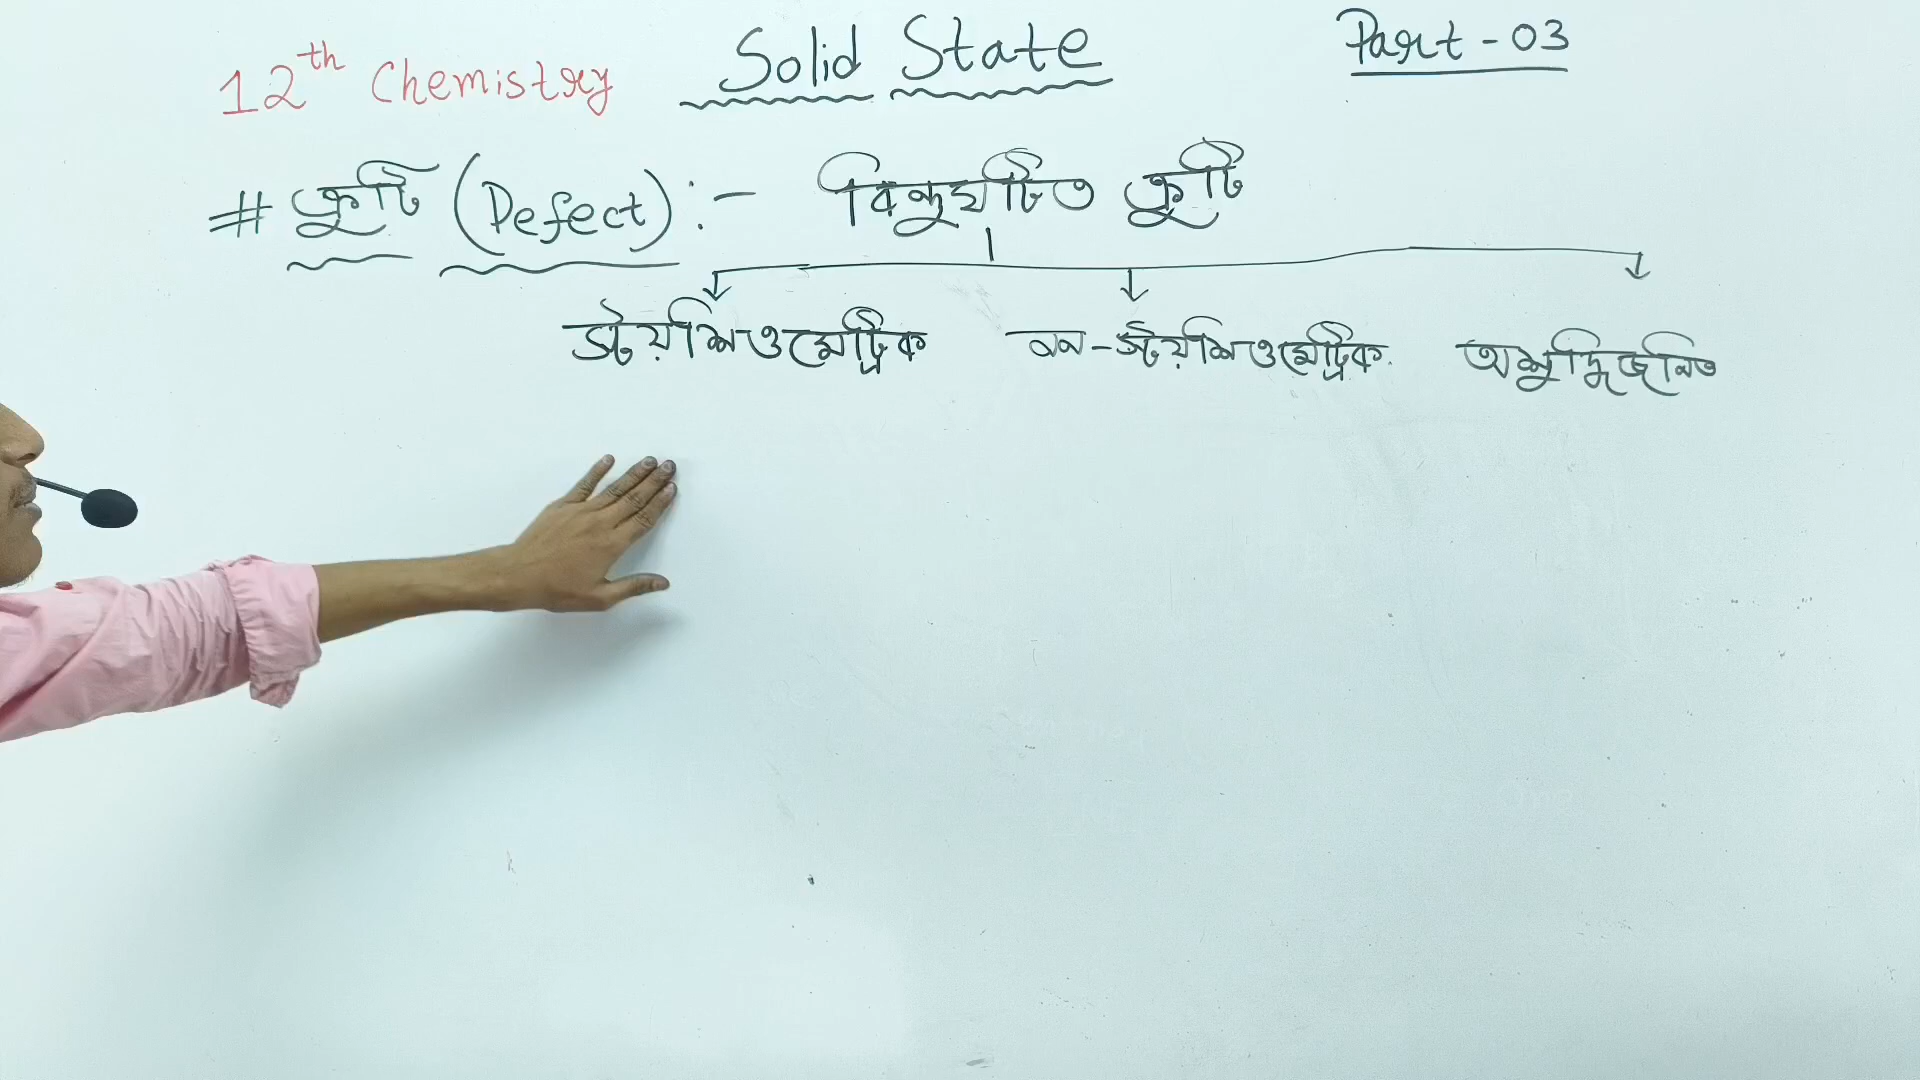 12th Chemistry Solid State Part-03
# ত্রুটি (Defect) :- বিন্দুঘটিত ত্রুটি
স্টয়শিওমেট্রিক নন-স্টয়শিওমেট্রিক অশুদ্ধিজনিত